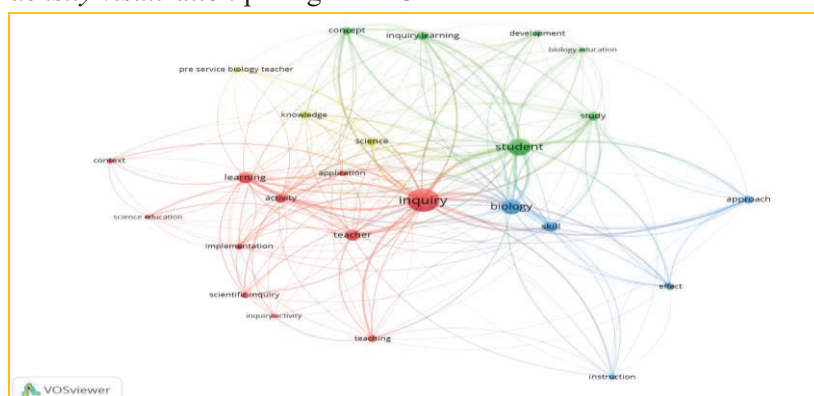 concept
inquiry learning
development
biology education
pre service biology teacher
knowledge
study
science
student
context
application
learning
activity
inquiry
biology
approach
science education
skill
teacher
implementation
effect
scientific inquiry
inquiry activity
teaching
instruction
VOSviewer